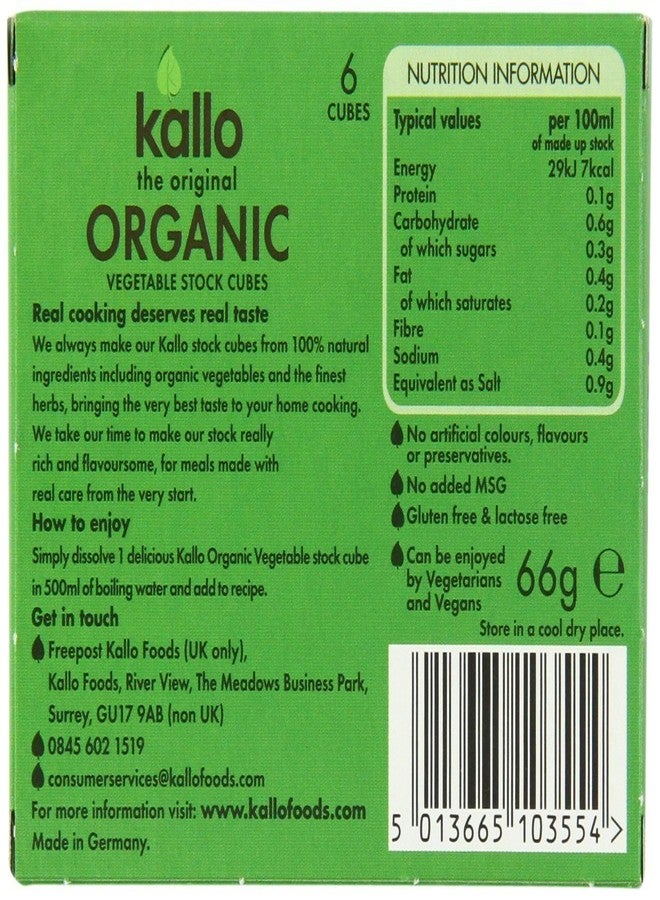 kallo
the original
ORGANIC
VEGETABLE STOCK CUBES
6
CUBES
Real cooking deserves real taste
We always make our Kallo stock cubes from 100% natural
ingredients including organic vegetables and the finest
herbs, bringing the very best taste to your home cooking.
We take our time to make our stock really
rich and flavoursome, for meals made with
real care from the very start.
How to enjoy
Simply dissolve 1 delicious Kallo Organic Vegetable stock cube
in 500ml of boiling water and add to recipe.
Get in touch
Freepost Kallo Foods (UK only),
Kallo Foods, River View, The Meadows Business Park,
Surrey, GU17 9AB (non UK)
0845 602 1519
consumerservices@kallofoods.com
For more information visit: www.kallofoods.com
Made in Germany.
NUTRITION INFORMATION
Typical values per 100ml
of made up stock
Energy 29kJ 7kcal
Protein 0.1g
Carbohydrate 0.6g
of which sugars 0.3g
Fat 0.4g
of which saturates 0.2g
Fibre 0.1g
Sodium 0.4g
Equivalent as Salt 0.9g
No artificial colours, flavours
or preservatives.
No added MSG
Gluten free & lactose free
Can be enjoyed
by Vegetarians
and Vegans
66g e
Store in a cool dry place.
5 013665 103554 >